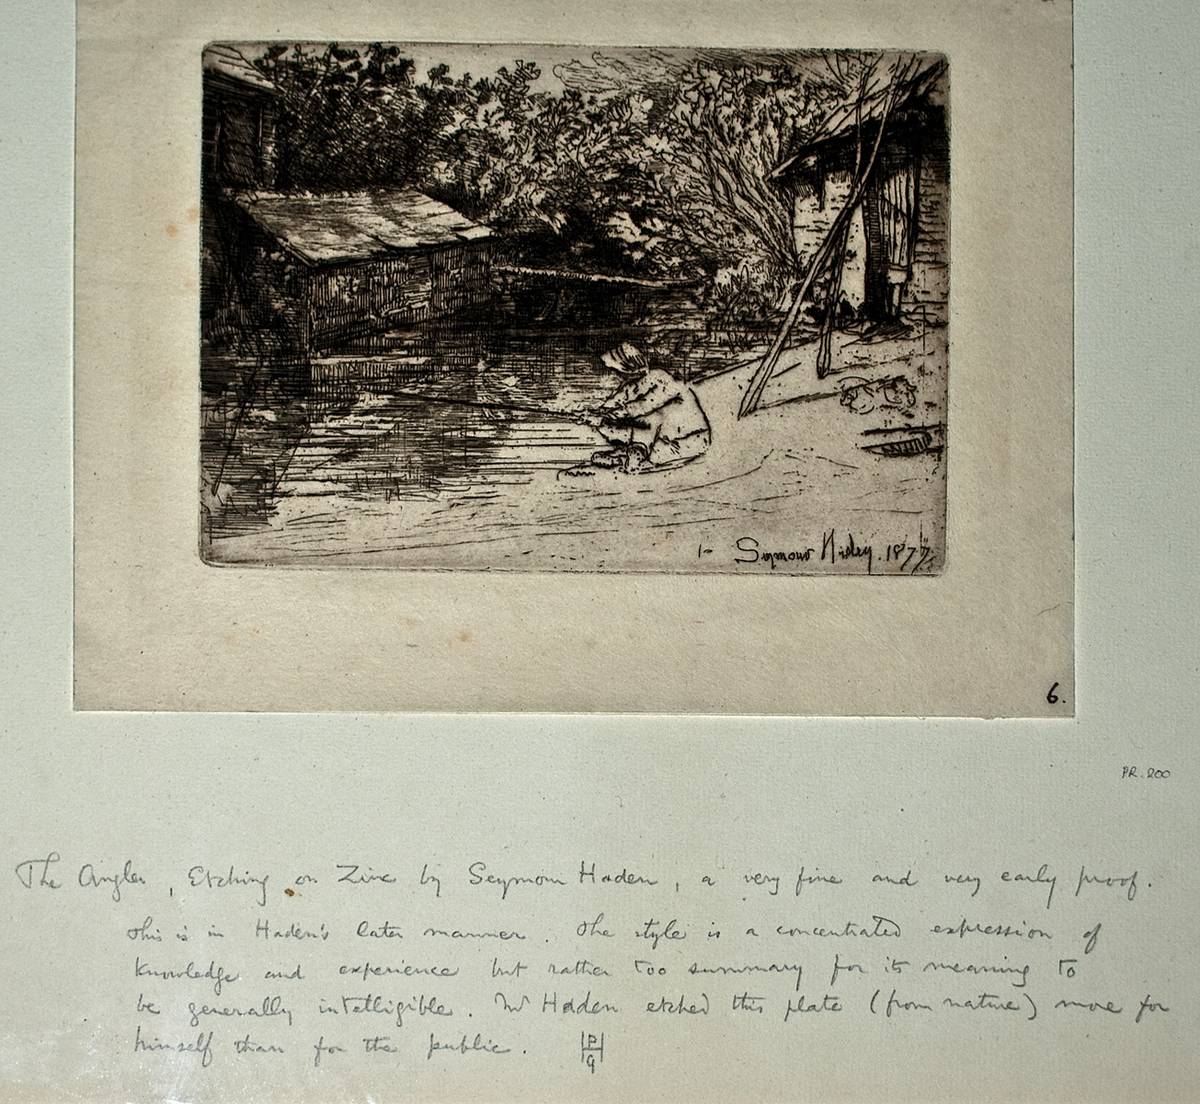 1- Seymour Haden. 1877.
6.
PR. 200
The Angler, Etching on Zinc by Seymour Haden, a very fine and very early proof.
This is in Haden's later manner. The style is a concentrated expression of
knowledge and experience but rather too summary for its meaning to
be generally intelligible. Mr Haden etched this plate (from nature) more for
himself than for the public. P
9